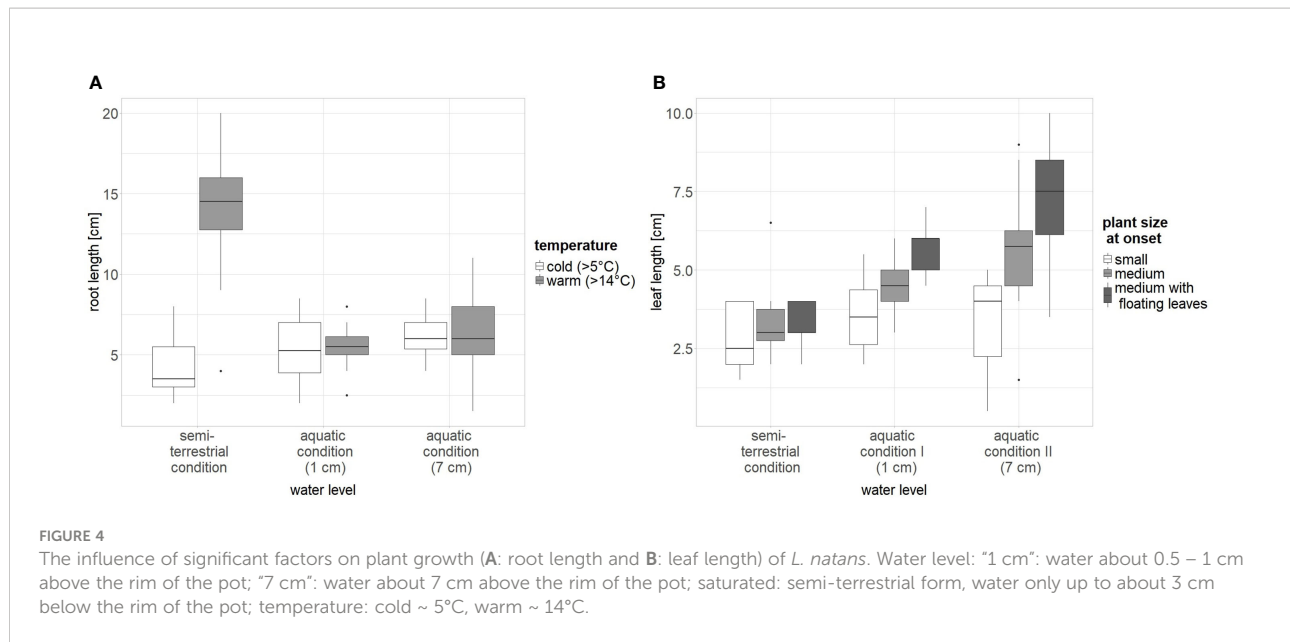 A
20
15
10
5
root length [cm]
semi-
terrestrial
condition
aquatic
condition
(1 cm)
aquatic
condition
(7 cm)
water level
temperature
cold (>5°C)
warm (>14°C)
B
10.0
7.5
5.0
2.5
leaf length [cm]
semi-
terrestrial
condition
aquatic
condition I
(1 cm)
aquatic
condition II
(7 cm)
water level
plant size
at onset
small
medium
medium with
floating leaves
FIGURE 4
The influence of significant factors on plant growth (A: root length and B: leaf length) of L. natans. Water level: “1 cm”: water about 0.5 – 1 cm
above the rim of the pot; “7 cm”: water about 7 cm above the rim of the pot; saturated: semi-terrestrial form, water only up to about 3 cm
below the rim of the pot; temperature: cold ~ 5°C, warm ~ 14°C.